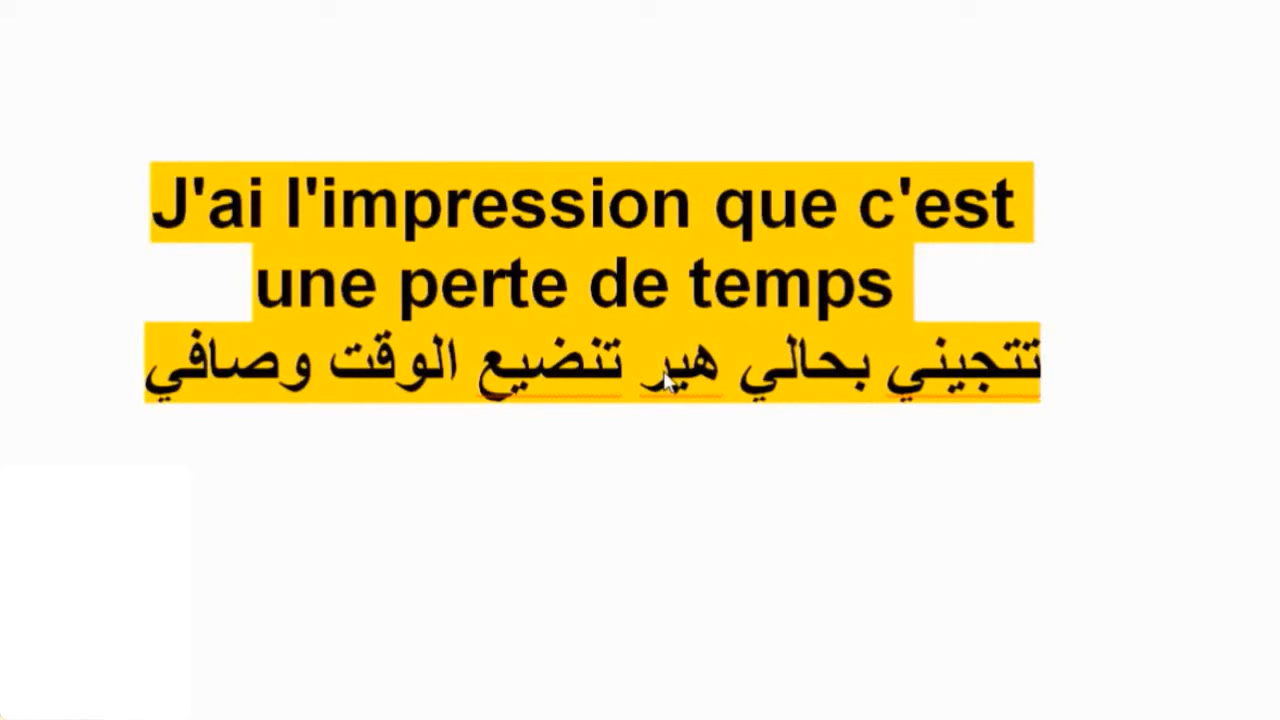 J'ai l'impression que c'est
une perte de temps
تتجيني بحالي هير تنضيع الوقت وصافي